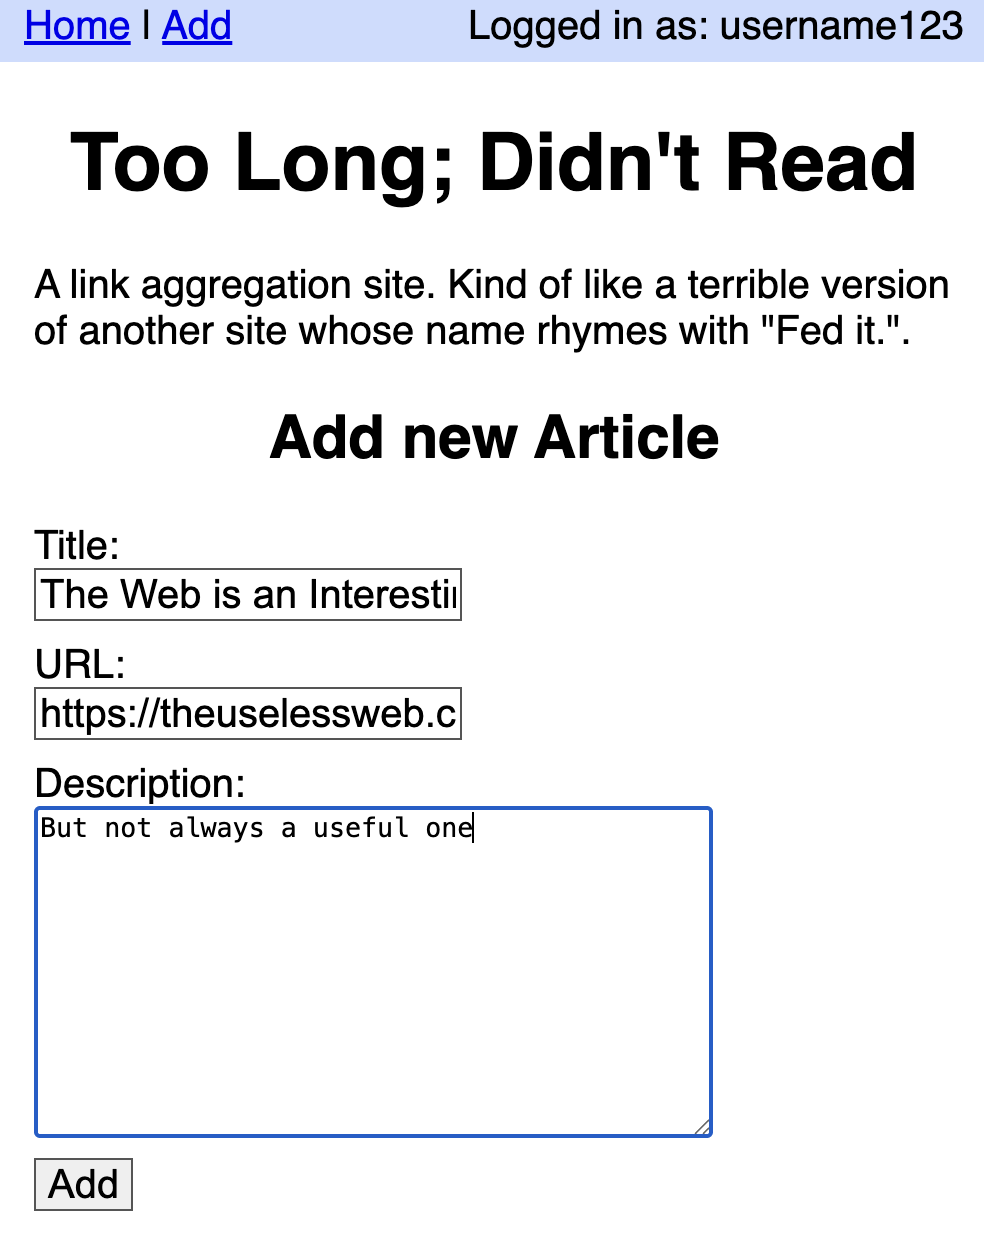 Home | Add Logged in as: username123
Too Long; Didn't Read
A link aggregation site. Kind of like a terrible version
of another site whose name rhymes with "Fed it.".
Add new Article
Title:
The Web is an Interesti
URL:
https://theuselessweb.c
Description:
But not always a useful one
Add